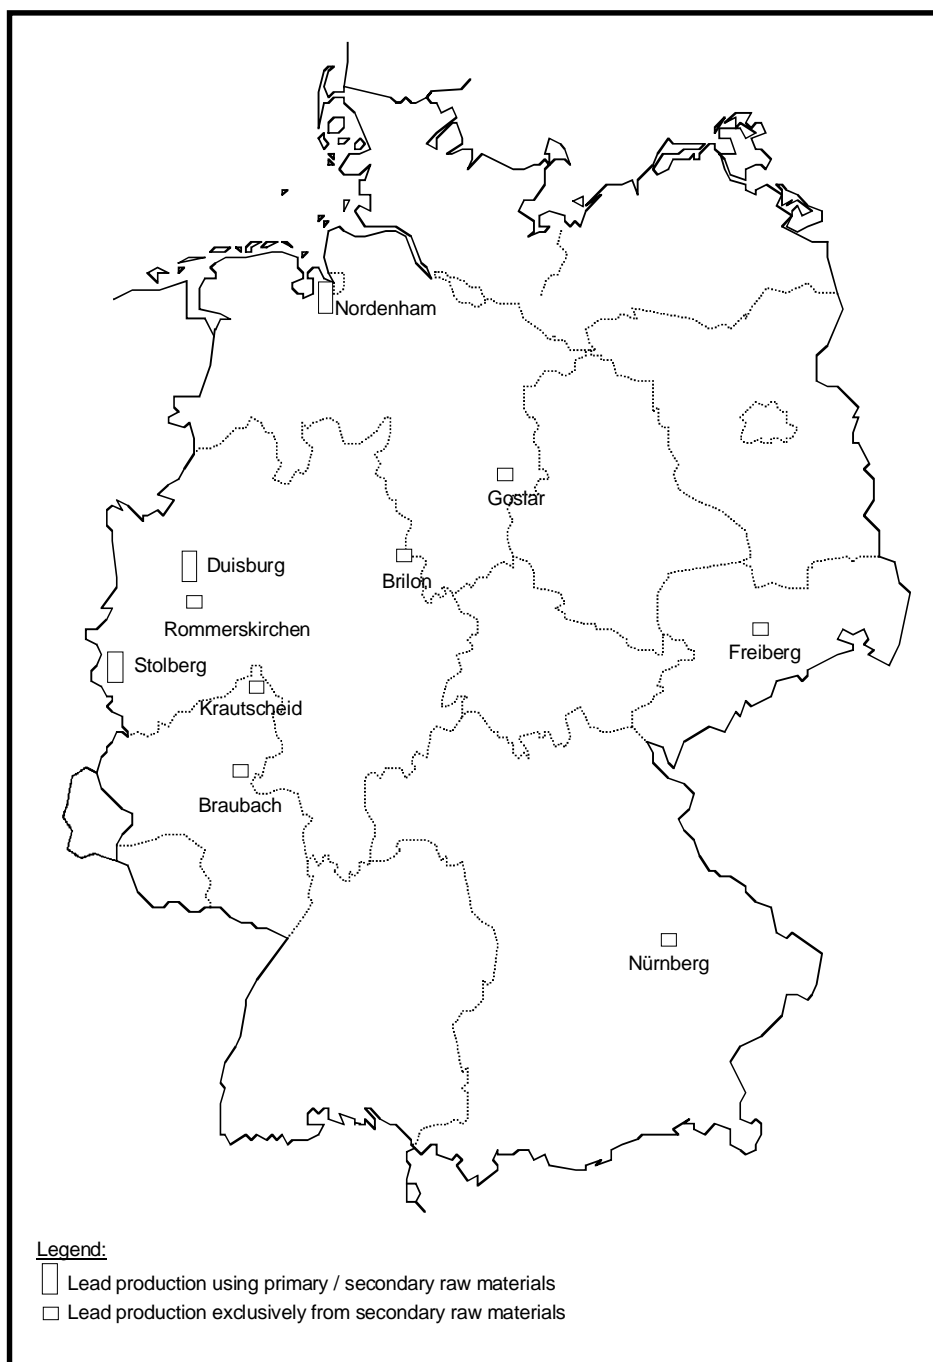 Nordenham
Goslar
Duisburg
Brilon
Rommerskirchen
Freiberg
Stolberg
Krautscheid
Braubach
Nürnberg
Legend:
Lead production using primary / secondary raw materials
Lead production exclusively from secondary raw materials